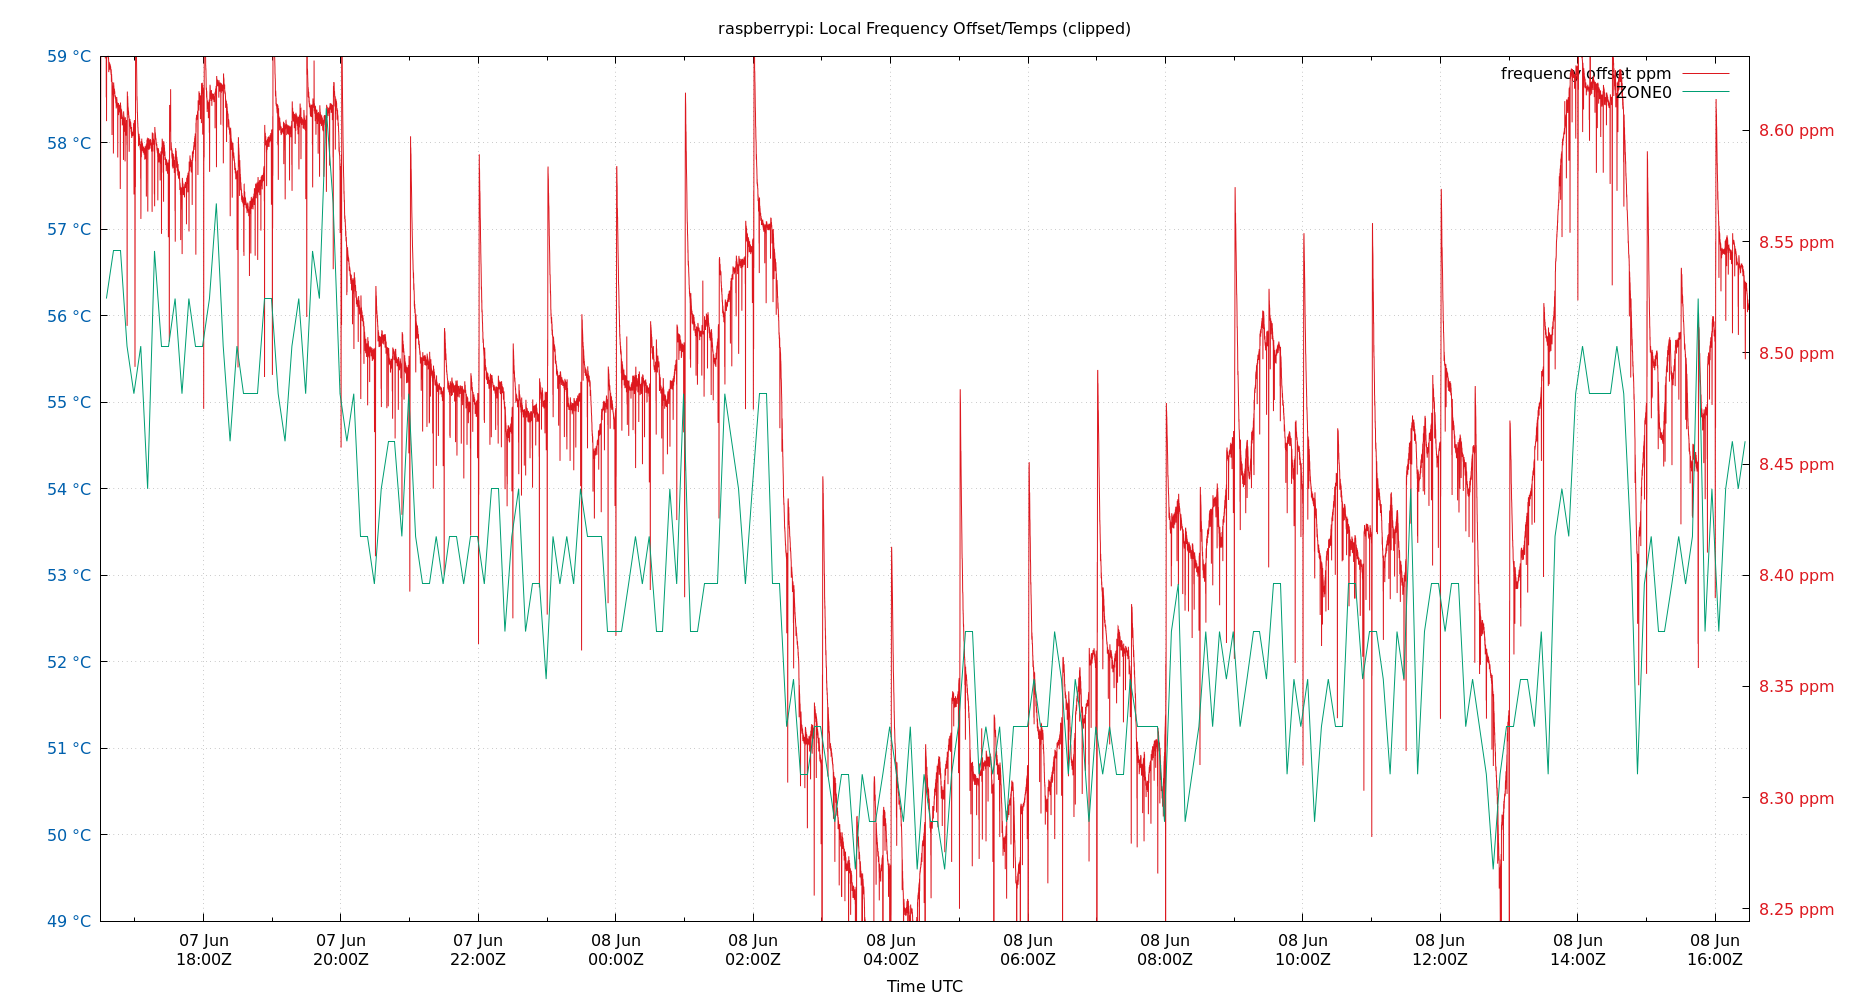 raspberrypi: Local Frequency Offset/Temps (clipped)
59 °C
58 °C
57 °C
56 °C
55 °C
54 °C
53 °C
52 °C
51 °C
50 °C
49 °C
frequency offset ppm
ZONE0
8.60 ppm
8.55 ppm
8.50 ppm
8.45 ppm
8.40 ppm
8.35 ppm
8.30 ppm
8.25 ppm
07 Jun
18:00Z
07 Jun
20:00Z
07 Jun
22:00Z
08 Jun
00:00Z
08 Jun
02:00Z
08 Jun
04:00Z
08 Jun
06:00Z
08 Jun
08:00Z
08 Jun
10:00Z
08 Jun
12:00Z
08 Jun
14:00Z
08 Jun
16:00Z
Time UTC